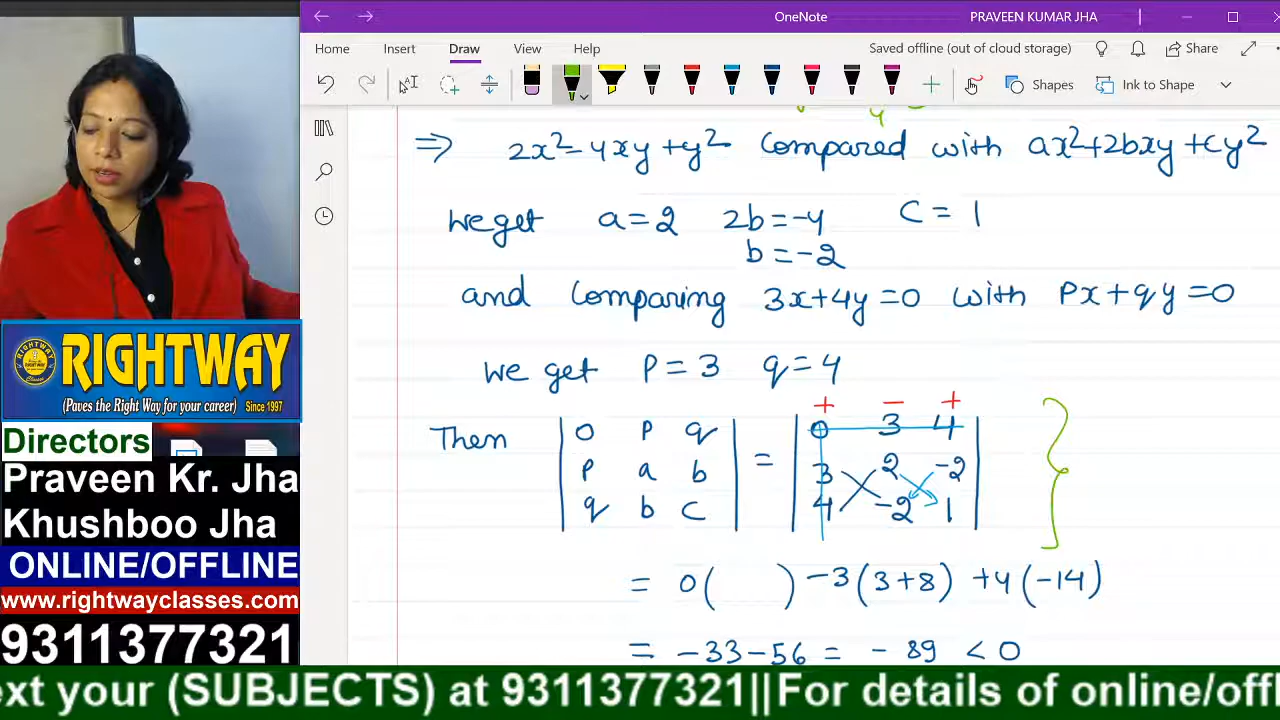 OneNote
PRAVEEN KUMAR JHA
Home Insert Draw View Help
Saved offline (out of cloud storage)
Share
Shapes
Ink to Shape
y
⇒ 2x²-4xy+y² Compared with ax²+2bxy+cy²
We get a=2 2b=-4 C=1
b=-2
and Comparing 3x+4y=0 with Px+qy=0
We get P=3 q=4
+ - +
Then | 0 P q | = | 0 3 4 |
| P a b | | 3 2 -2 |
| q b c | | 4 -2 1 |
= 0( ) -3(3+8) +4(-14)
= -33-56 = -89 < 0
RIGHTWAY
Classes
(Paves the Right Way for your career) Since 1997
Directors
Praveen Kr. Jha
Khushboo Jha
ONLINE/OFFLINE
www.rightwayclasses.com
9311377321
ext your (SUBJECTS) at 9311377321||For details of online/offl